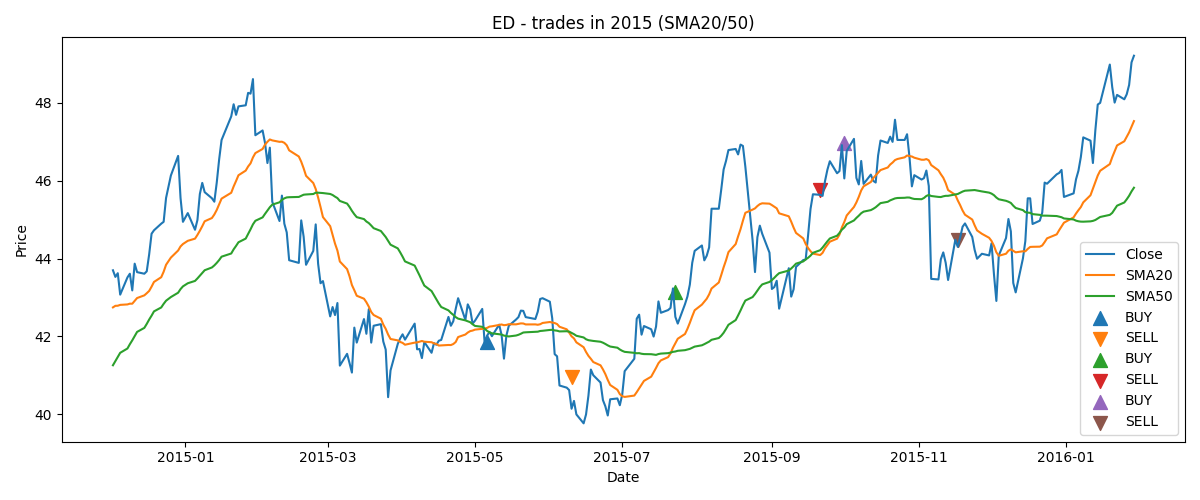 ED - trades in 2015 (SMA20/50)
Price
48
46
44
42
40
2015-01
2015-03
2015-05
2015-07
2015-09
2015-11
2016-01
Date
Close
SMA20
SMA50
BUY
SELL
BUY
SELL
BUY
SELL